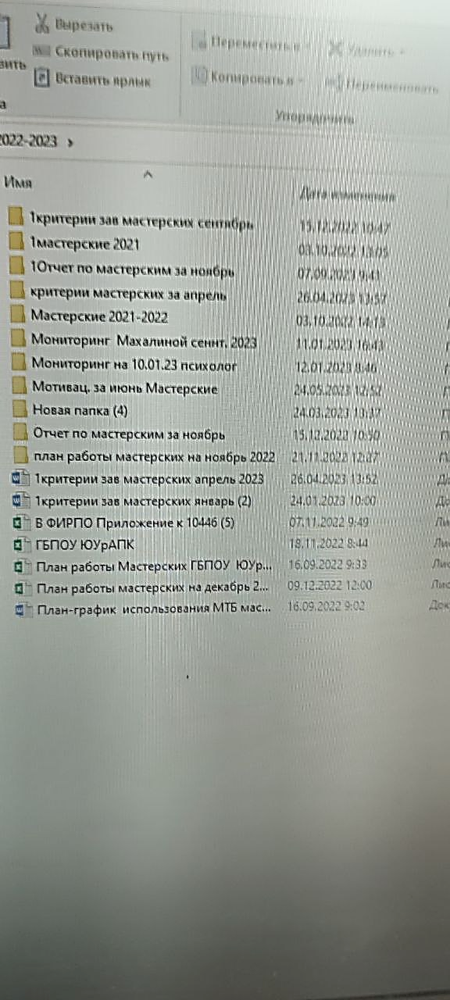 Вырезать
Скопировать путь
вить
Вставить ярлык
Переместить в
Удалить
Копировать в
Переименовать
а
Упорядочить
2022-2023 ›
Имя
Дата изменения
1критерии зав мастерских сентябрь 15.12.2022 10:47
1мастерские 2021 03.10.2022 13:05
1Отчет по мастерским за ноябрь 07.09.2023 9:41
критерии мастерских за апрель 26.04.2023 13:57
Мастерские 2021-2022 03.10.2022 14:13
Мониторинг Махалиной сеннт. 2023 11.01.2023 16:43
Мониторинг на 10.01.23 психолог 12.01.2023 8:46
Мотивац. за июнь Мастерские 24.05.2023 12:52
Новая папка (4) 24.03.2023 13:37
Отчет по мастерским за ноябрь 15.12.2022 10:50 П
план работы мастерских на ноябрь 2022 21.11.2022 12:27 П
1критерии зав мастерских апрель 2023 26.04.2023 13:52 До
1критерии зав мастерских январь (2) 24.01.2023 10:00 До
В ФИРПО Приложение к 10446 (5) 07.11.2022 9:49 Ли
ГБПОУ ЮУрАПК 18.11.2022 8:44 Лис
План работы Мастерских ГБПОУ ЮУр... 16.09.2022 9:33 Лис
План работы мастерских на декабрь 2... 09.12.2022 12:00 Лис
План-график использования МТБ мас... 16.09.2022 9:02 Док